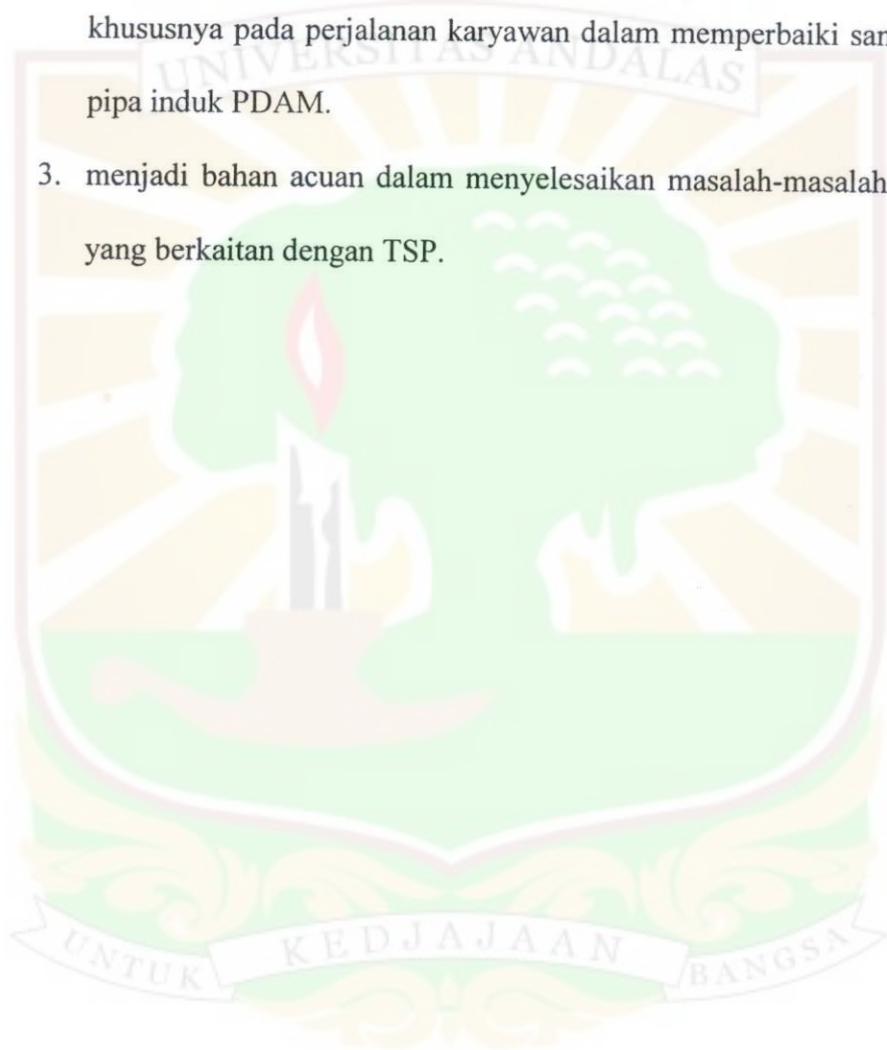 khususnya pada perjalanan karyawan dalam memperbaiki
UNIVERSITAS ANDALAS
pipa induk PDAM.
3. menjadi bahan acuan dalam menyelesaikan masalah-masalah
yang berkaitan dengan TSP.
UNTUK KEDJAJAAN BANGSA